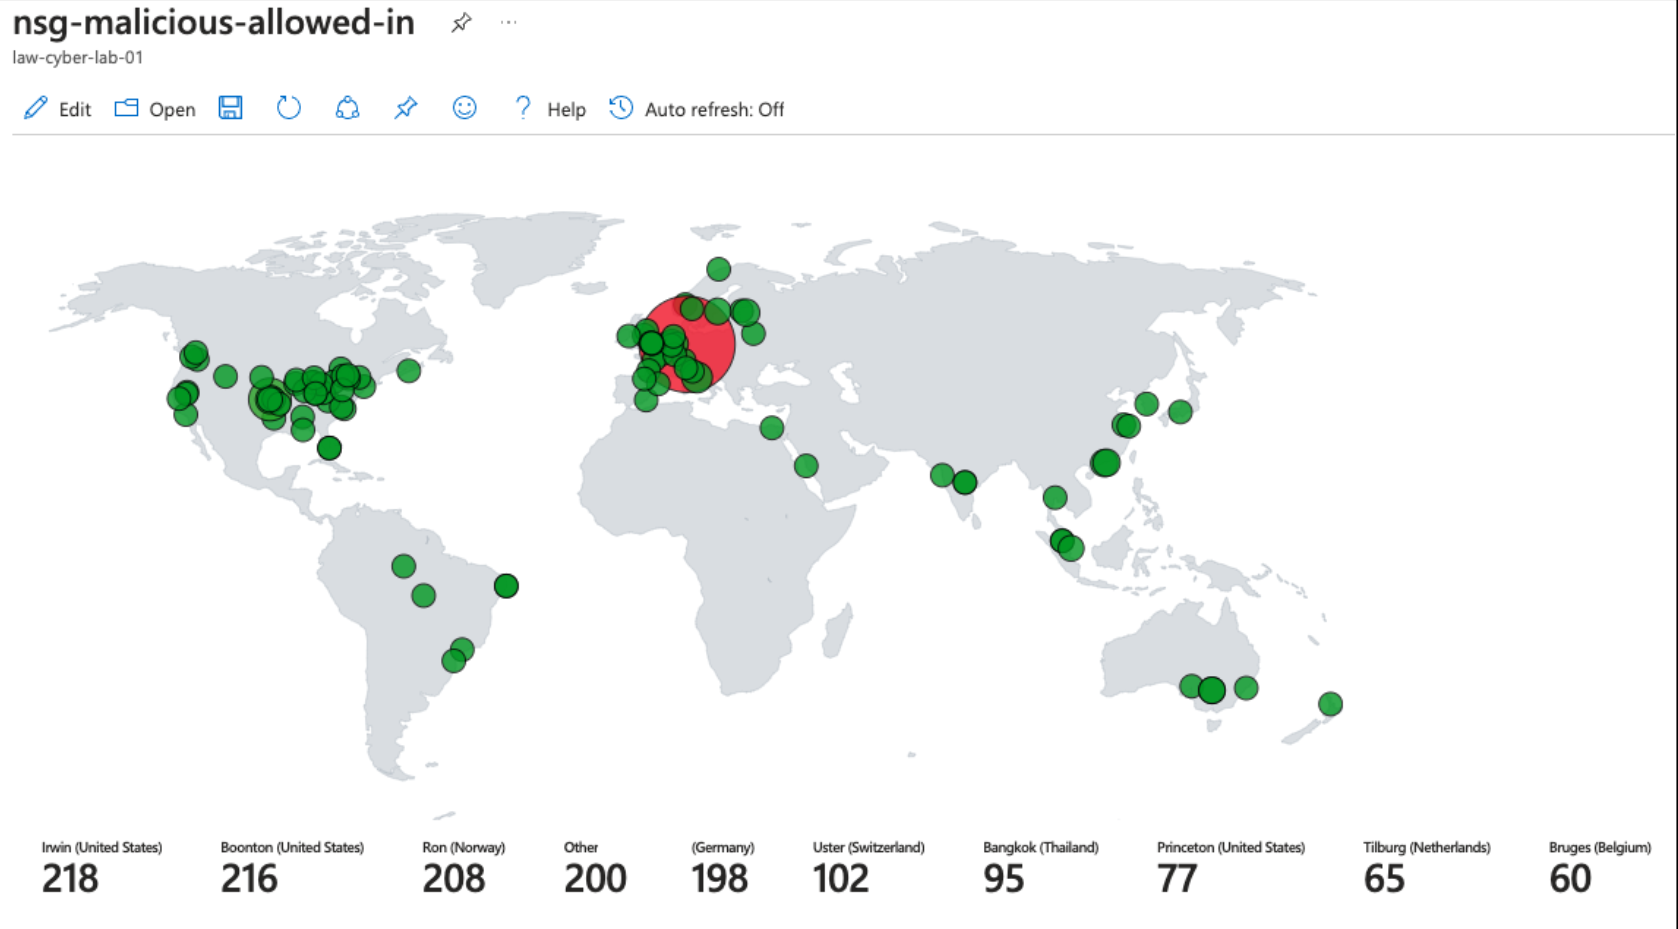 nsg-malicious-allowed-in
law-cyber-lab-01
Edit Open Help Auto refresh: Off
Irwin (United States) Boonton (United States) Ron (Norway) Other (Germany) Uster (Switzerland) Bangkok (Thailand) Princeton (United States) Tilburg (Netherlands) Bruges (Belgium)
218 216 208 200 198 102 95 77 65 60